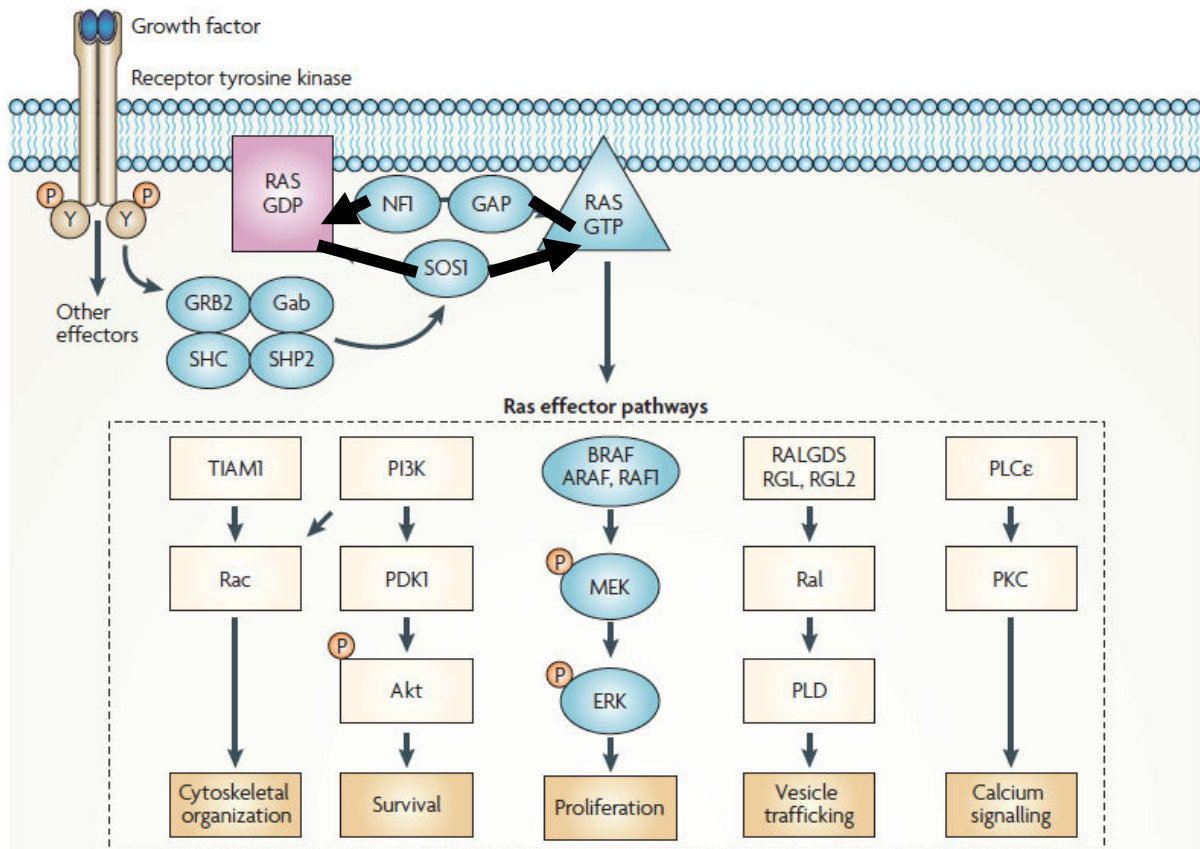 Growth factor
Receptor tyrosine kinase
RAS
GDP
NF1
GAP
RAS
GTP
P
P
Y
Y
SOS1
Other
effectors
GRB2
Gab
SHC
SHP2
Ras effector pathways
TIAM1
PI3K
BRAF
ARAF, RAF1
RALGDS
RGL, RGL2
PLCε
Rac
PDK1
P
MEK
Ral
PKC
P
Akt
P
ERK
PLD
Cytoskeletal
organization
Survival
Proliferation
Vesicle
trafficking
Calcium
signalling